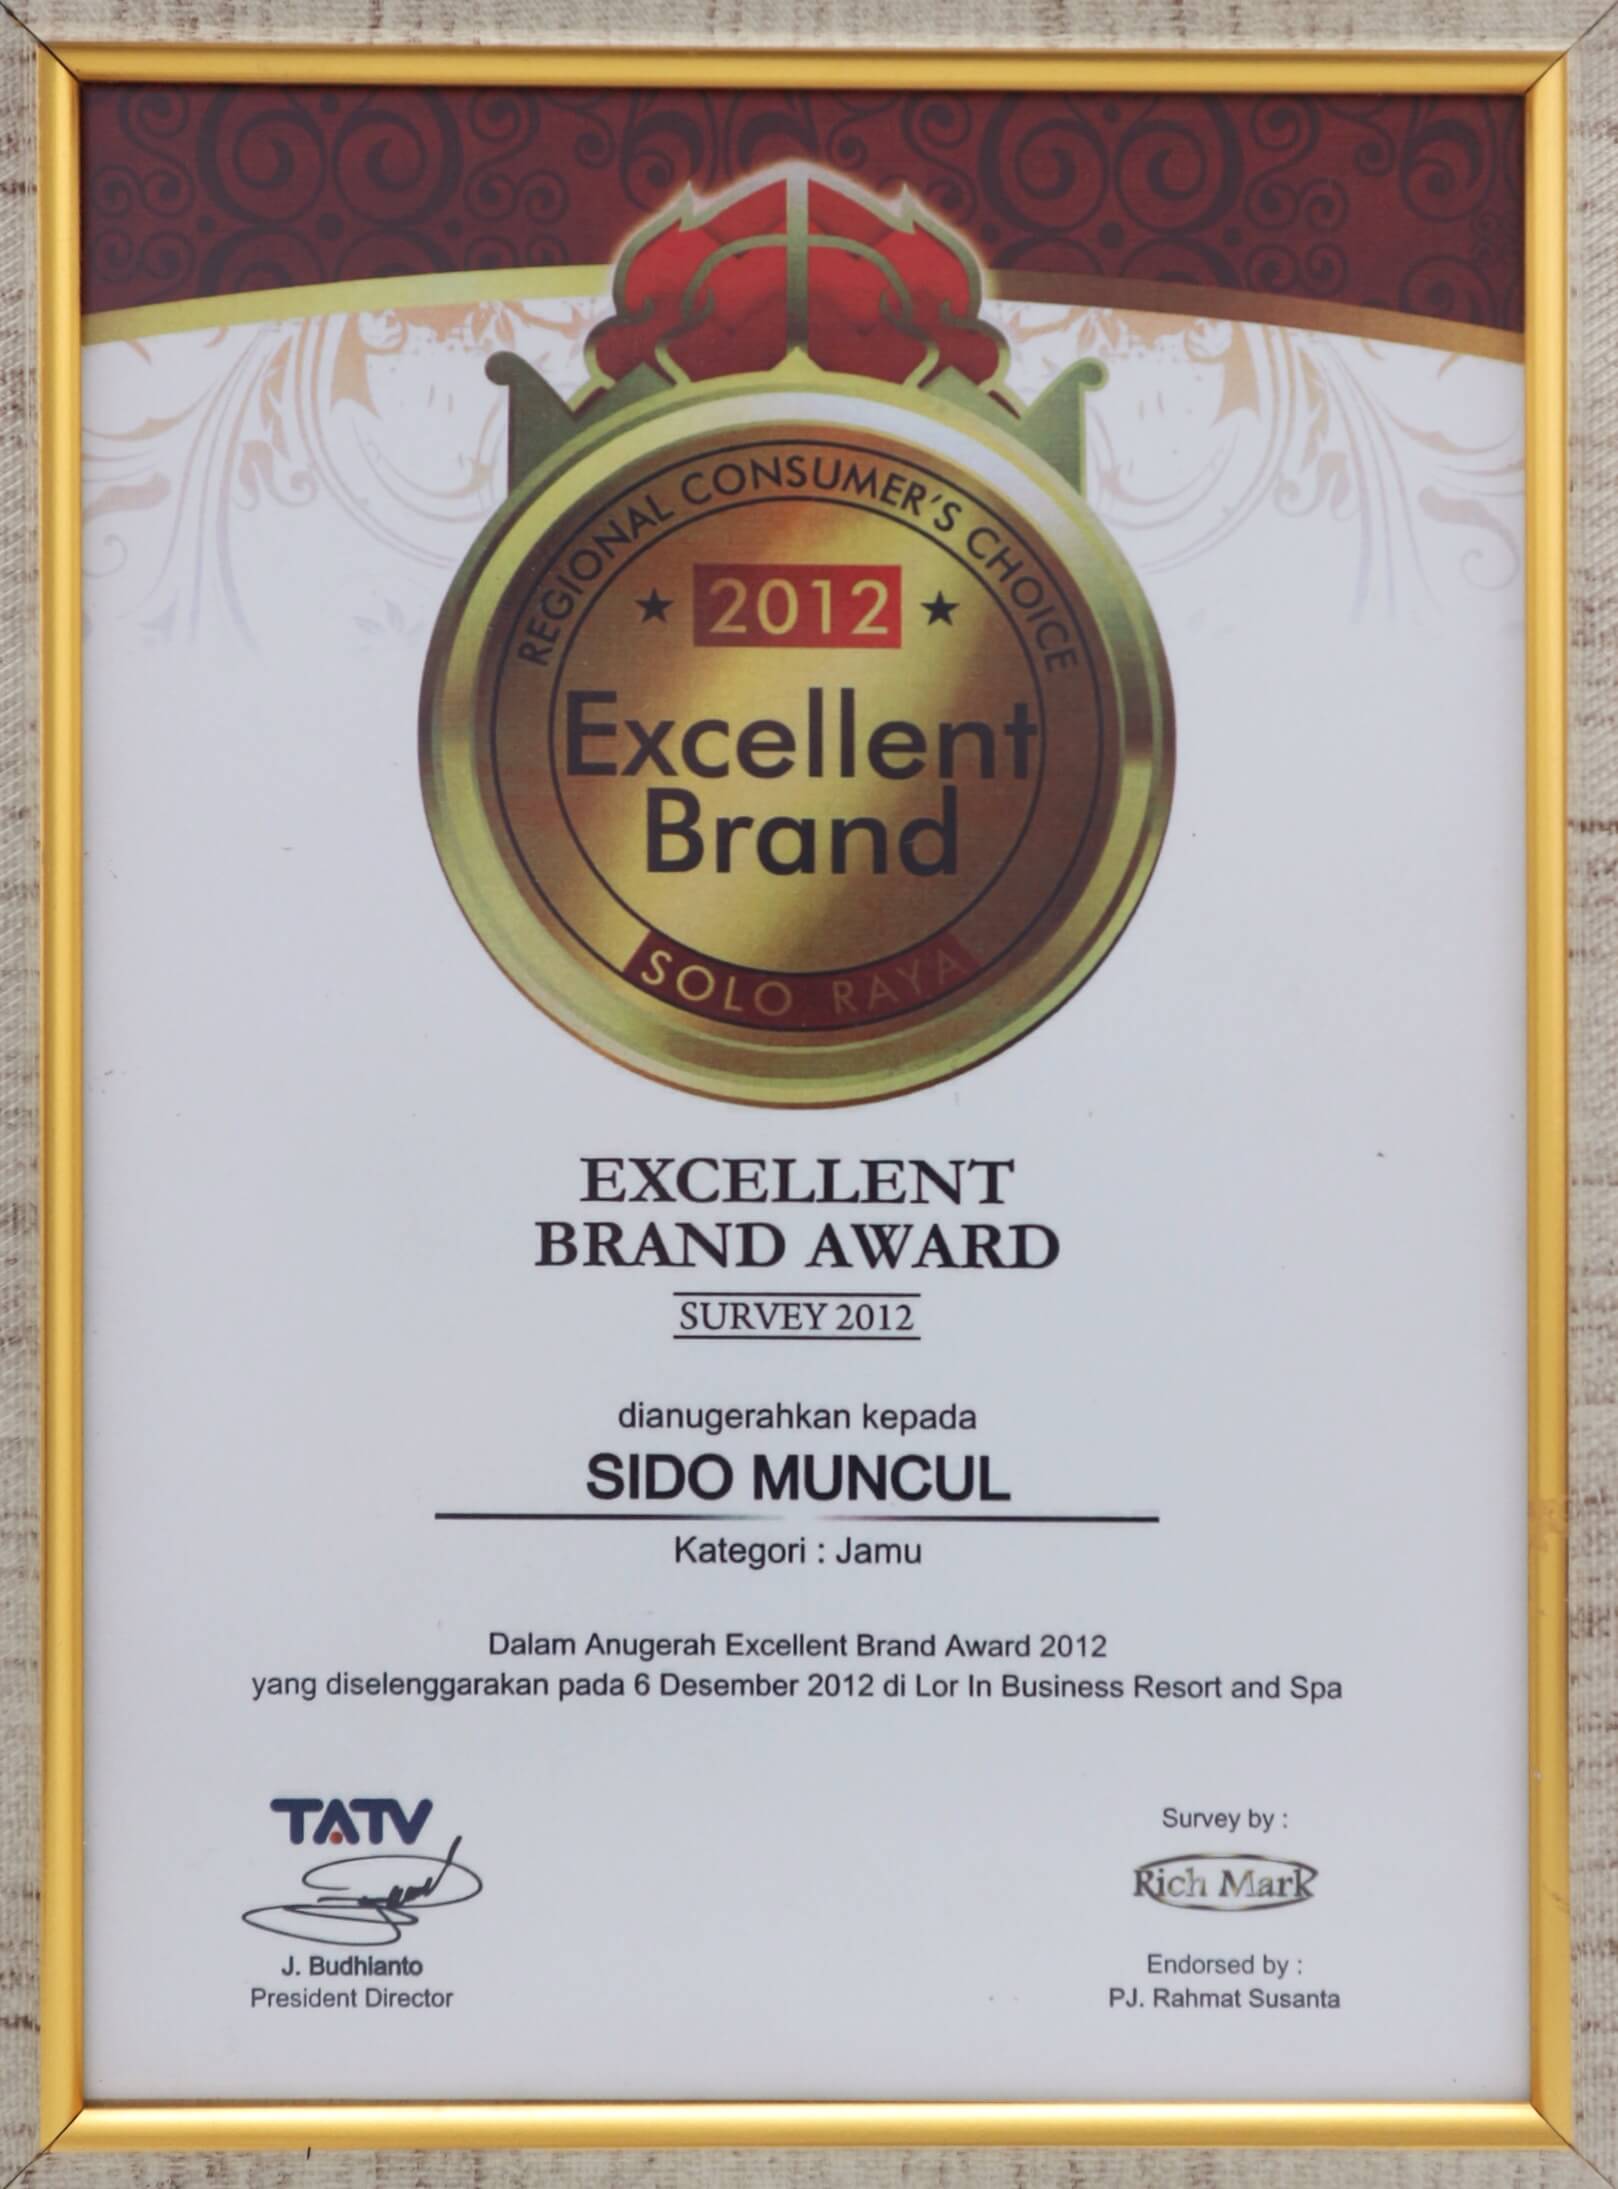 REGIONAL CONSUMER'S CHOICE
2012
Excellent
Brand
SOLO RAYA
EXCELLENT
BRAND AWARD
SURVEY 2012
dianugerahkan kepada
SIDO MUNCUL
Kategori : Jamu
Dalam Anugerah Excellent Brand Award 2012
yang diselenggarakan pada 6 Desember 2012 di Lor In Business Resort and Spa
TATV
J. Budhianto
President Director
Survey by :
Rich Mark
Endorsed by :
PJ. Rahmat Susanta